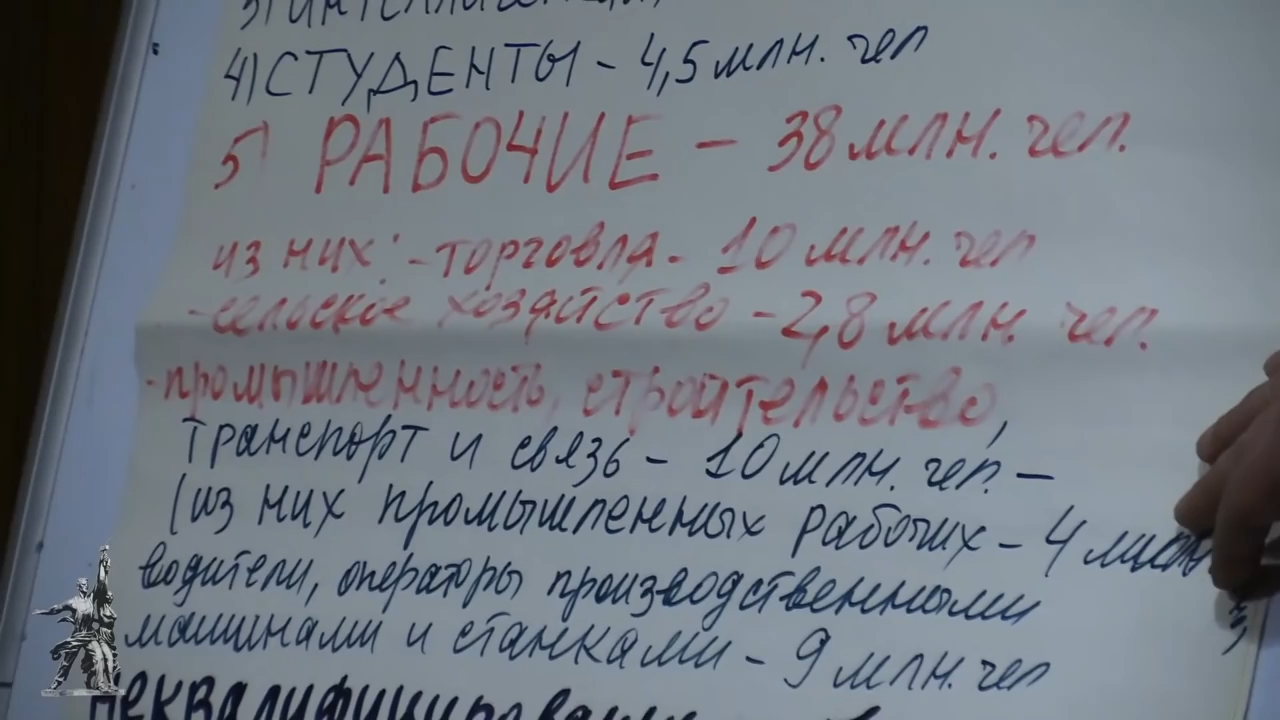 4) СТУДЕНТЫ - 4,5 млн. чел
5) РАБОЧИЕ - 38 млн. чел.
из них: - торговля - 10 млн. чел
- сельское хозяйство - 2,8 млн. чел.
- промышленность, строительство,
транспорт и связь - 10 млн. чел. -
(из них промышленных рабочих - 4
водители, операторы производственными
машинами и станками - 9 млн. чел